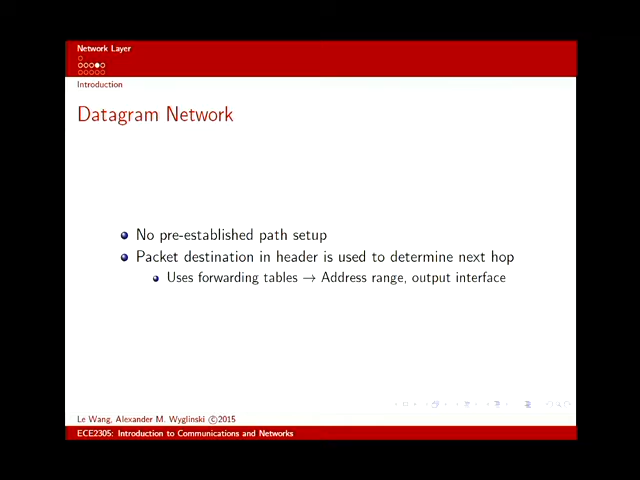 Network Layer
Introduction
Datagram Network
No pre-established path setup
Packet destination in header is used to determine next hop
Uses forwarding tables → Address range, output interface
Le Wang, Alexander M. Wyglinski ©2015
ECE2305: Introduction to Communications and Networks